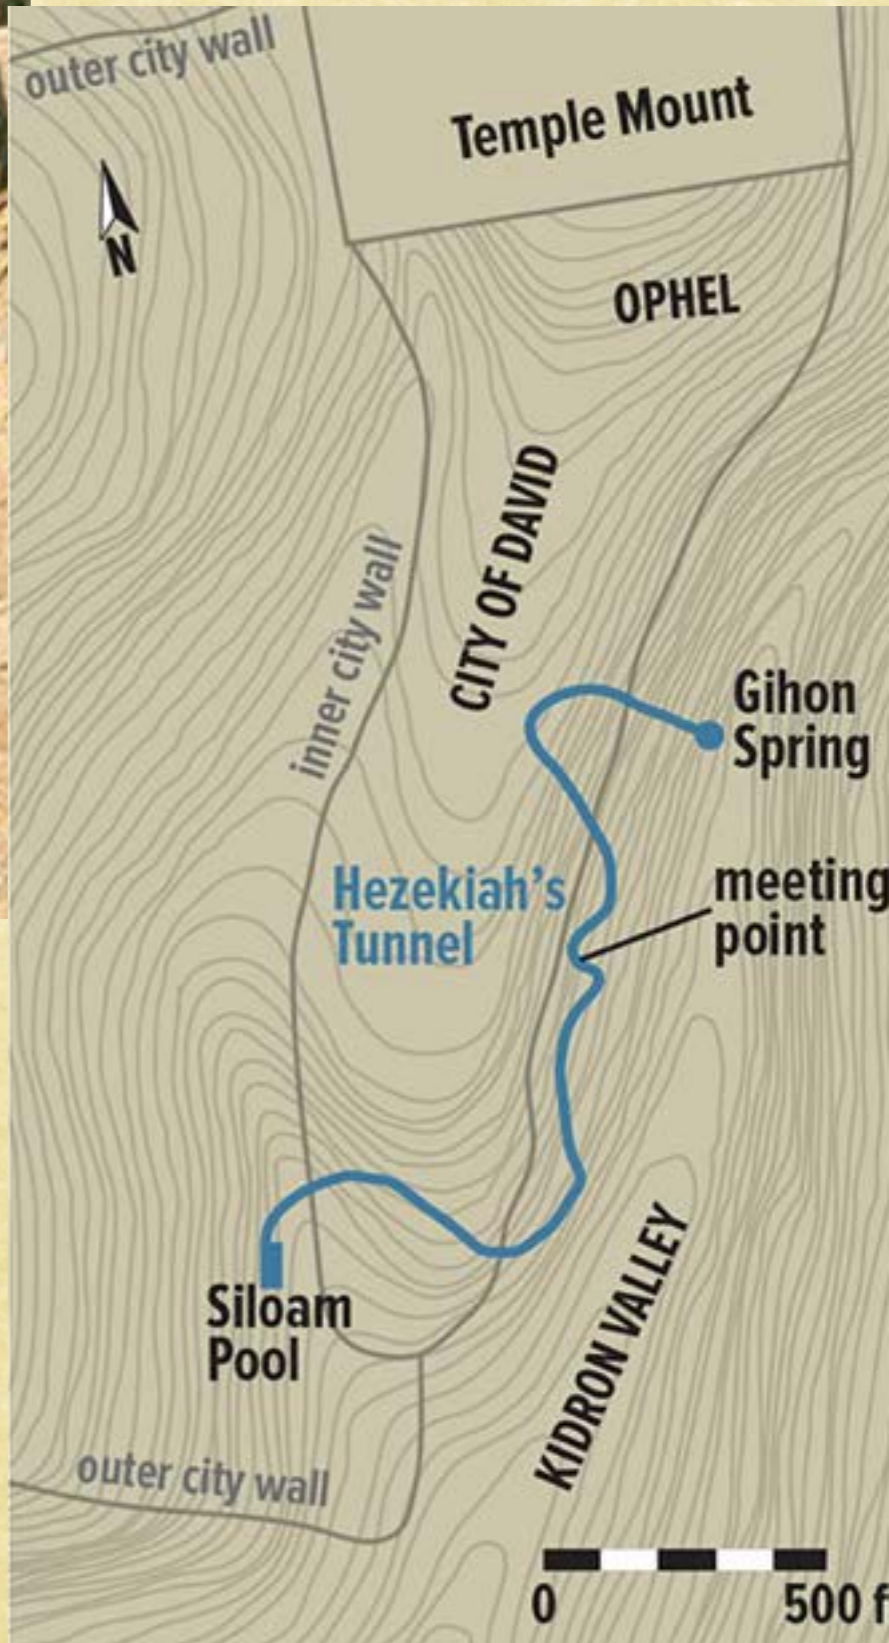 outer city wall
Temple Mount
N
OPHEL
CITY OF DAVID
inner city wall
Gihon
Spring
Hezekiah's
Tunnel
meeting
point
Siloam
Pool
KIDRON VALLEY
outer city wall
0 500 f